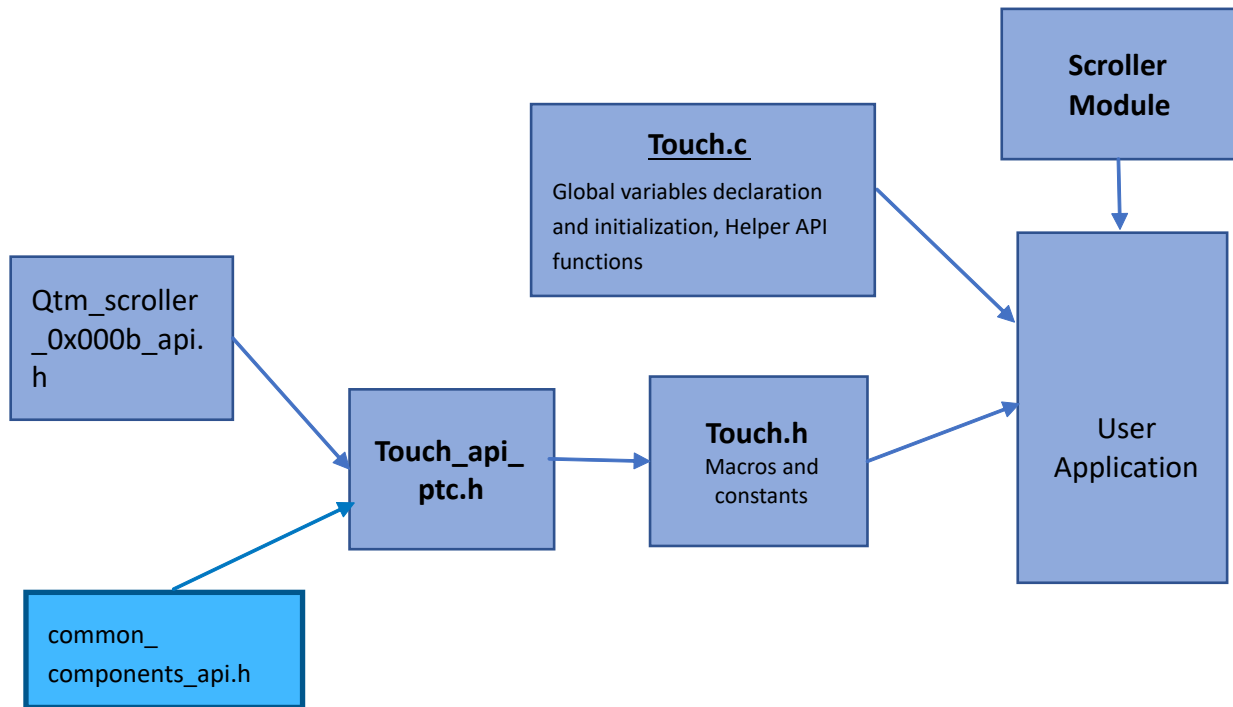 Scroller
Module
Touch.c
Global variables declaration
and initialization, Helper API
functions
Qtm_scroller
_0x000b_api.
h
Touch_api_
ptc.h
Touch.h
Macros and
constants
User
Application
common_
components_api.h